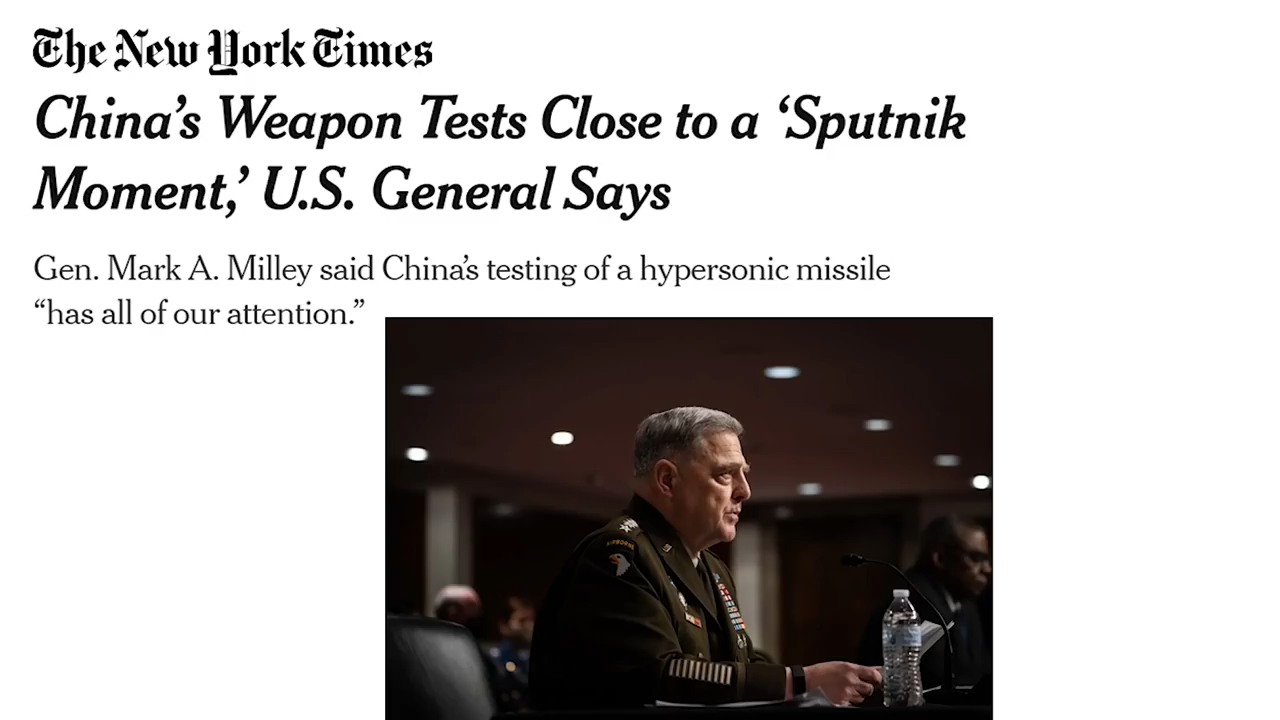 The New York Times
China’s Weapon Tests Close to a ‘Sputnik
Moment,’ U.S. General Says
Gen. Mark A. Milley said China’s testing of a hypersonic missile
“has all of our attention.”
AIRBORNE